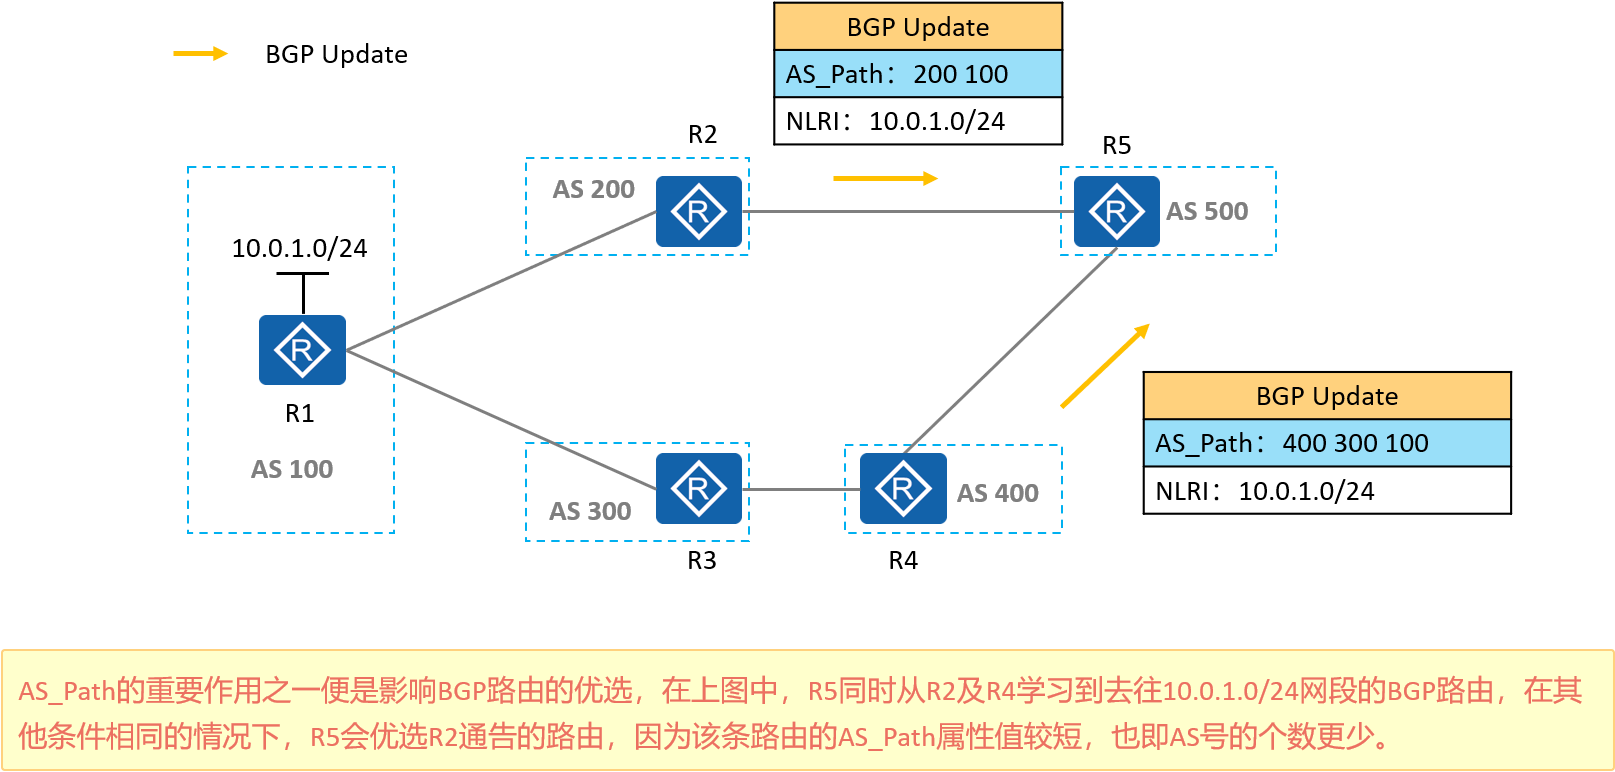 BGP Update
BGP Update
AS_Path：200 100
NLRI：10.0.1.0/24
R2
R5
AS 200
R
R
AS 500
10.0.1.0/24
R
R1
AS 100
BGP Update
AS_Path：400 300 100
NLRI：10.0.1.0/24
AS 300
R
R
AS 400
R3
R4
AS_Path的重要作用之一便是影响BGP路由的优选，在上图中，R5同时从R2及R4学习到去往10.0.1.0/24网段的BGP路由，在其
他条件相同的情况下，R5会优选R2通告的路由，因为该条路由的AS_Path属性值较短，也即AS号的个数更少。